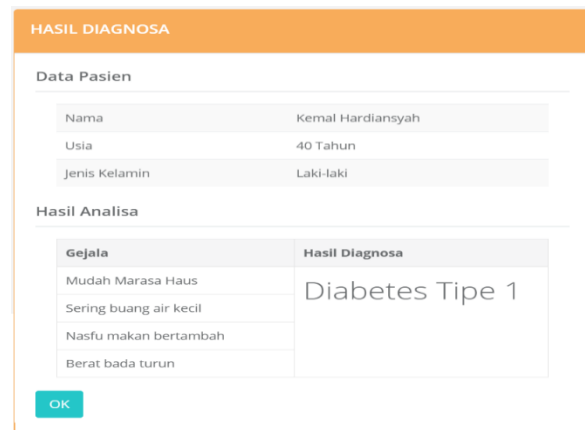 HASIL DIAGNOSA
Data Pasien
Nama Kemal Hardiansyah
Usia 40 Tahun
Jenis Kelamin Laki-laki
Hasil Analisa
Gejala Hasil Diagnosa
Mudah Marasa Haus Diabetes Tipe 1
Sering buang air kecil
Nasfu makan bertambah
Berat bada turun
OK